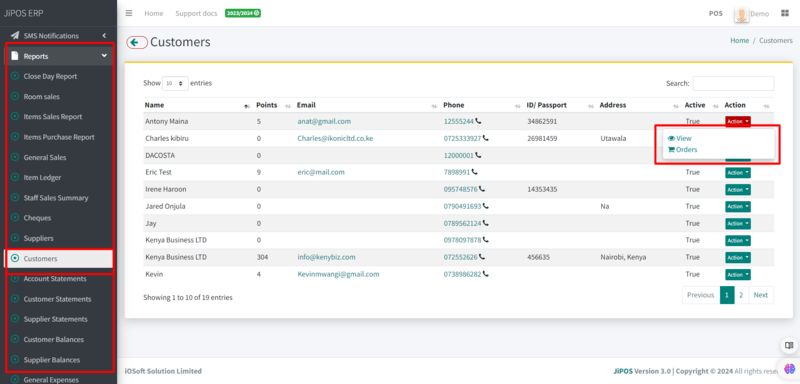 JiPOS ERP
Home Support docs 2023/2024 POS Demo
SMS Notifications
Reports
Close Day Report
Room sales
Items Sales Report
Items Purchase Report
General Sales
Item Ledger
Staff Sales Summary
Cheques
Suppliers
Customers
Account Statements
Customer Statements
Supplier Statements
Customer Balances
Supplier Balances
General Expenses
Customers
Home / Customers
Show 10 entries Search:
Name Points Email Phone ID/ Passport Address Active Action
Antony Maina 5 anat@gmail.com 12555244 34862591 True Action
Charles kibiru 0 Charles@ikonicltd.co.ke 0725333927 26981459 Utawala
View
Orders
DACOSTA 0 12000001
Eric Test 9 eric@mail.com 7898991 True Action
Irene Haroon 0 095748576 14353435 True Action
Jared Onjula 0 0790491693 Na True Action
Jay 0 0789562124 True Action
Kenya Business LTD 0 0978097878 True Action
Kenya Business LTD 304 info@kenybiz.com 072552626 456635 Nairobi, Kenya True Action
Kevin 4 Kevinmwangi@gmail.com 0738986282 True Action
Showing 1 to 10 of 19 entries
Previous 1 2 Next
iOSoft Solution Limited
JiPOS Version 3.0 | Copyright © 2024 All rights